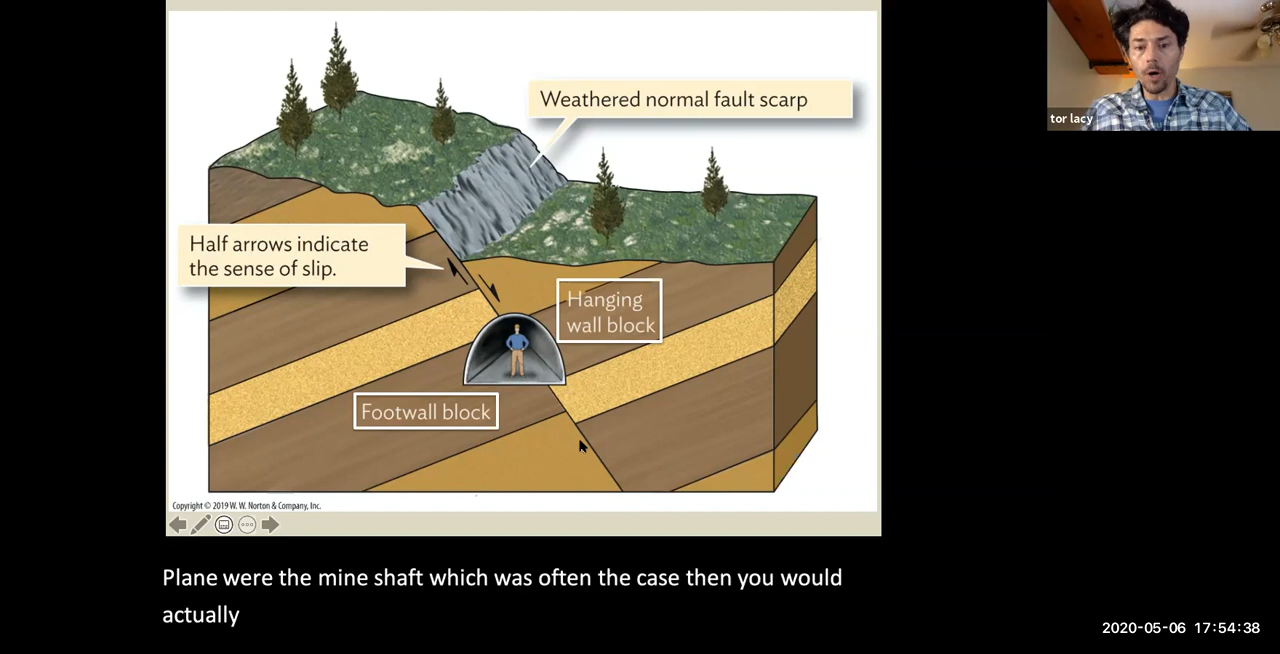 Weathered normal fault scarp
tor lacy
Half arrows indicate
the sense of slip.
Hanging
wall block
Footwall block
Copyright © 2019 W. W. Norton & Company, Inc.
Plane were the mine shaft which was often the case then you would
actually
2020-05-06 17:54:38